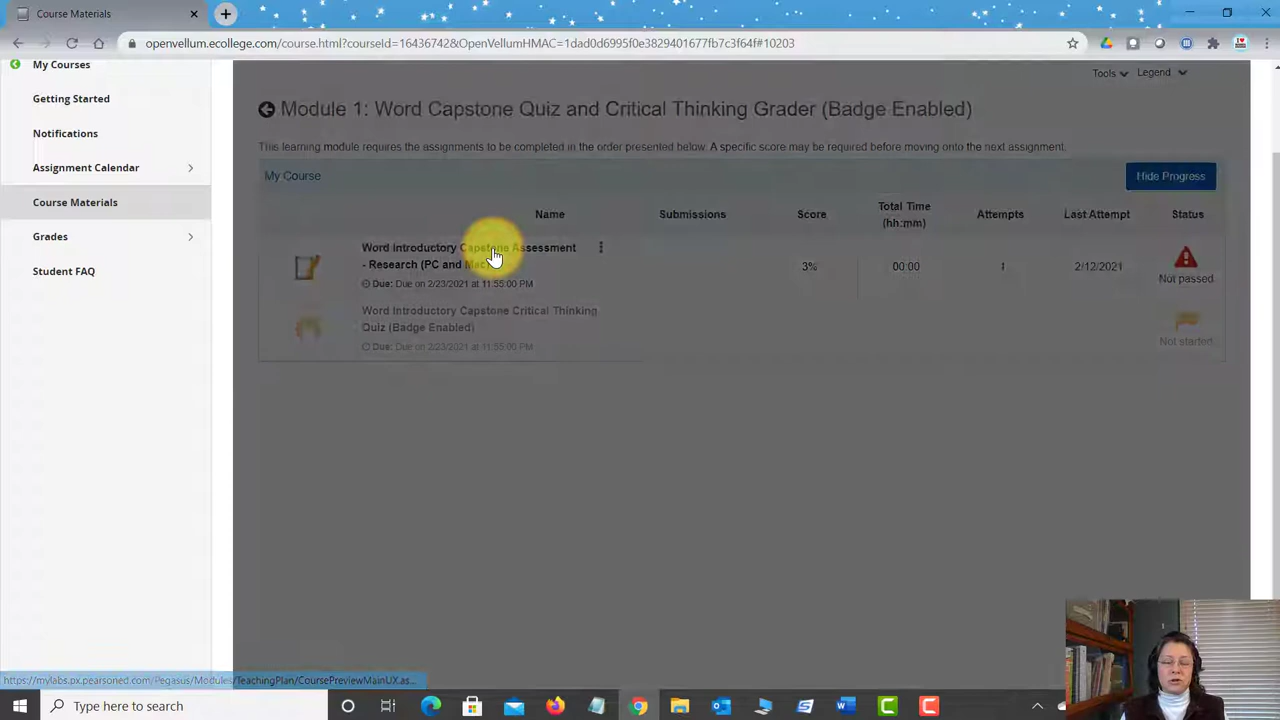 Course Materials
openvellum.ecollege.com/course.html?courseId=16436742&OpenVellumHMAC=1dad0d6995f0e3829401677fb7c3f64f#10203
My Courses
Getting Started
Notifications
Assignment Calendar
Course Materials
Grades
Student FAQ
Tools
Legend
Module 1: Word Capstone Quiz and Critical Thinking Grader (Badge Enabled)
This learning module requires the assignments to be completed in the order presented below. A specific score may be required before moving onto the next assignment.
My Course
Hide Progress
Name
Submissions
Score
Total Time
(hh:mm)
Attempts
Last Attempt
Status
Word Introductory Capstone Assessment
- Research (PC and Mac)
Due: Due on 2/23/2021 at 11:55:00 PM
3%
00:00
1
2/12/2021
Not passed
Word Introductory Capstone Critical Thinking
Quiz (Badge Enabled)
Due: Due on 2/23/2021 at 11:55:00 PM
Not started
https://mylabs.px.pearsoned.com/Pegasus/Modules/TeachingPlan/CoursePreviewMainUX.as...
Type here to search